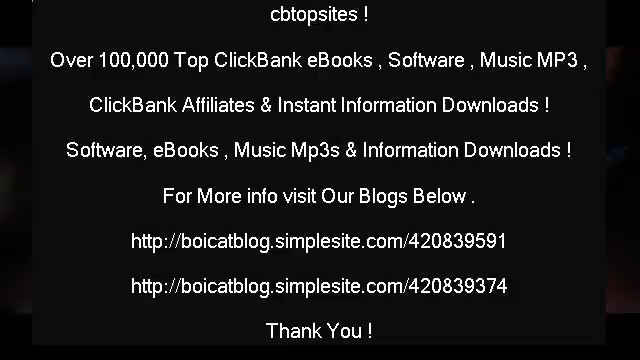 cbtopsites !
Over 100,000 Top ClickBank eBooks , Software , Music MP3 ,
ClickBank Affiliates & Instant Information Downloads !
Software, eBooks , Music Mp3s & Information Downloads !
For More info visit Our Blogs Below .
http://boicatblog.simplesite.com/420839591
http://boicatblog.simplesite.com/420839374
Thank You !